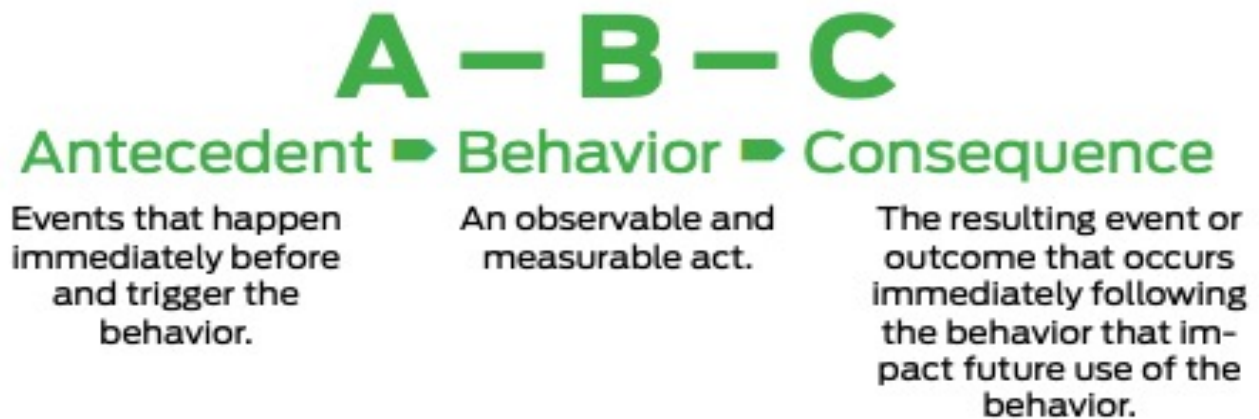 A – B – C
Antecedent Behavior Consequence
Events that happen
immediately before
and trigger the
behavior.
An observable and
measurable act.
The resulting event or
outcome that occurs
immediately following
the behavior that im-
pact future use of the
behavior.